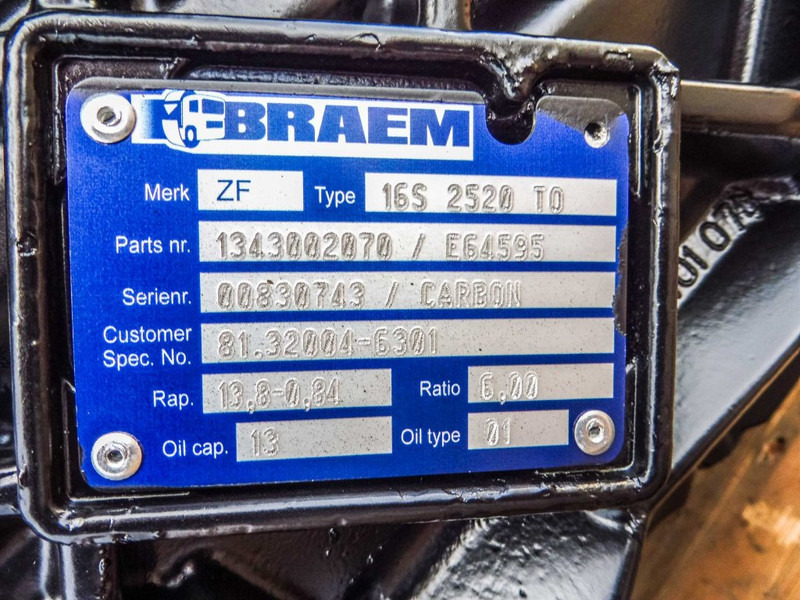 BRAEM
Merk ZF Type 16S 2520 TO
Parts nr. 1343002070 / E64595
Serienr. 00830743 / CARBON
Customer
Spec. No. 81.32004-6301
Rap. 13,8-0,84 Ratio 6,00
Oil cap. 13 Oil type 01